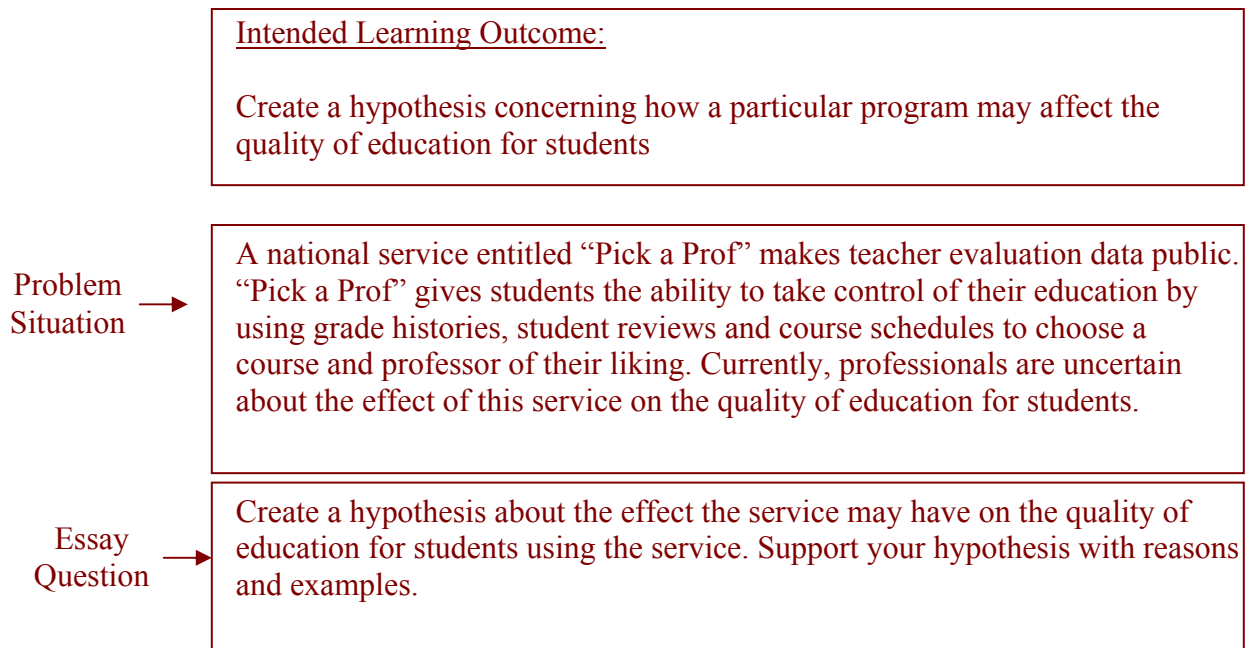 Intended Learning Outcome:
Create a hypothesis concerning how a particular program may affect the
quality of education for students
Problem
Situation
A national service entitled “Pick a Prof” makes teacher evaluation data public.
“Pick a Prof” gives students the ability to take control of their education by
using grade histories, student reviews and course schedules to choose a
course and professor of their liking. Currently, professionals are uncertain
about the effect of this service on the quality of education for students.
Essay
Question
Create a hypothesis about the effect the service may have on the quality of
education for students using the service. Support your hypothesis with reasons
and examples.